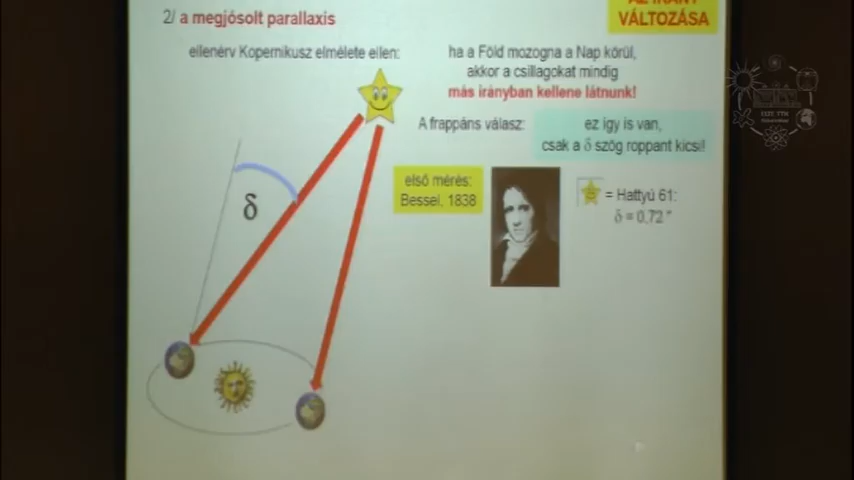 2/ a megjósolt parallaxis
VÁLTOZÁSA
ellenérv Kopernikusz elmélete ellen:
ha a Föld mozogna a Nap körül,
akkor a csillagokat mindig
más irányban kellene látnunk!
A frappáns válasz:
ez így is van,
csak a δ szög roppant kicsi!
első mérés:
Bessel, 1838
= Hattyú 61:
δ = 0,72 "
δ